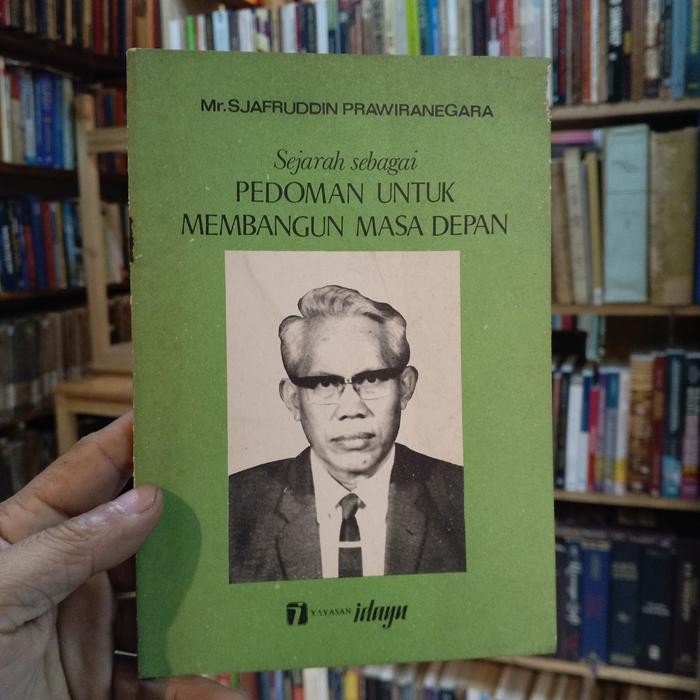 Mr. SJAFRUDDIN PRAWIRANEGARA
Sejarah sebagai
PEDOMAN UNTUK
MEMBANGUN MASA DEPAN
YAYASAN idayu